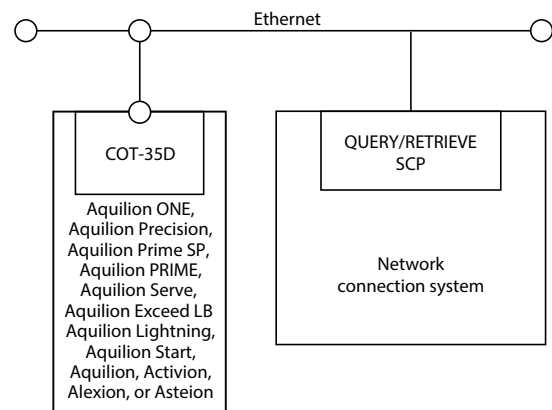 Ethernet
COT-35D
Aquilion ONE,
Aquilion Precision,
Aquilion Prime SP,
Aquilion PRIME,
Aquilion Serve,
Aquilion Exceed LB
Aquilion Lightning,
Aquilion Start,
Aquilion, Activion,
Alexion, or Asteion
QUERY/RETRIEVE
SCP
Network
connection system